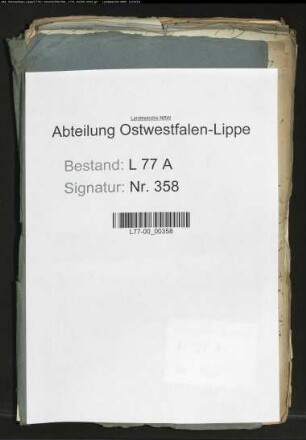 Landesarchiv NRW
Abteilung Ostwestfalen-Lippe
Bestand: L 77 A
Signatur: Nr. 358
L77-00_00358